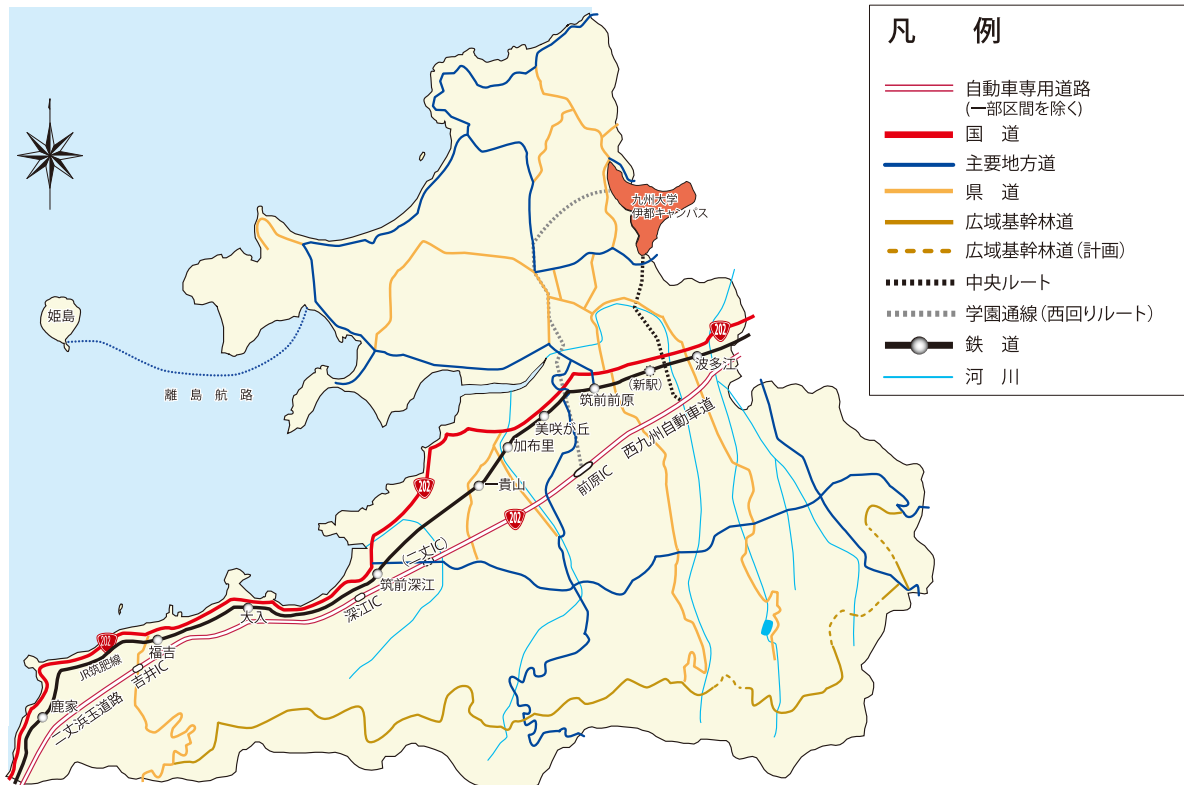 凡 例
自動車専用道路
(一部区間を除く)
国 道
主要地方道
県 道
広域基幹林道
広域基幹林道(計画)
中央ルート
学園通線(西回りルート)
鉄 道
河 川
九州大学
伊都キャンパス
姫島
離島航路
202
波多江
(新駅)
筑前前原
美咲が丘
加布里
西九州自動車道
前原IC
一貴山
202
202
(二丈IC)
筑前深江
深江IC
大入
202
福吉
JR筑肥線
吉井IC
鹿家
二丈浜玉道路